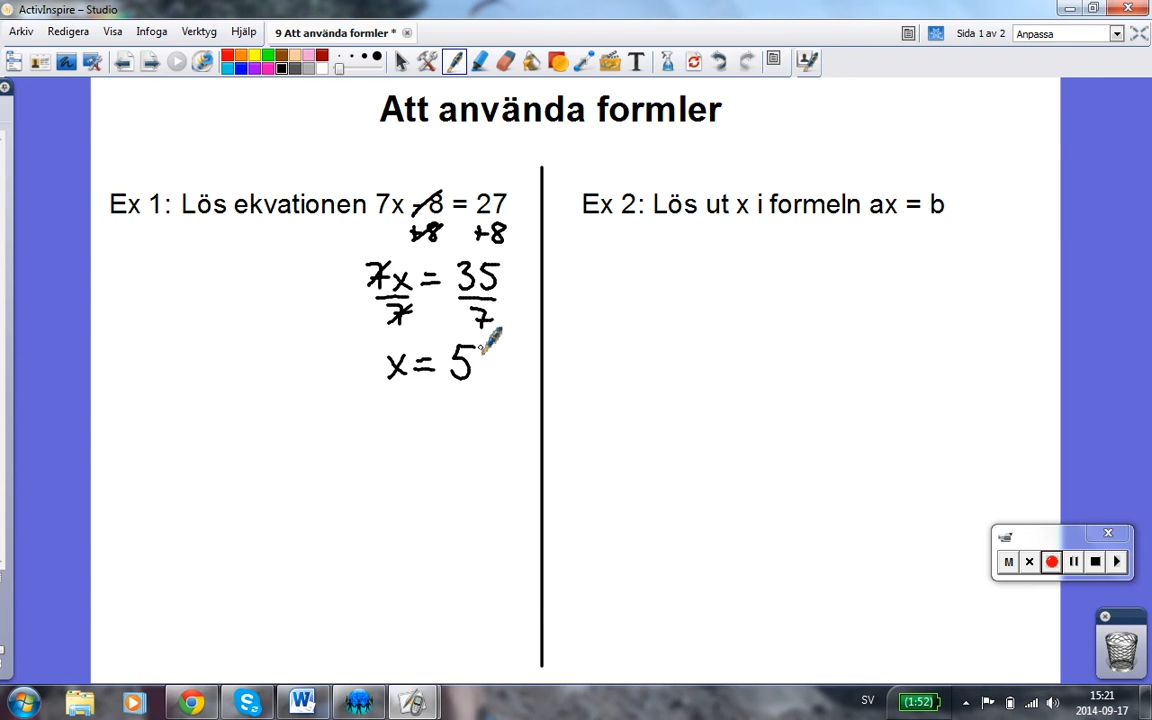 ActivInspire – Studio
Arkiv Redigera Visa Infoga Verktyg Hjälp
9 Att använda formler *
Sida 1 av 2
Anpassa
Att använda formler
Ex 1: Lös ekvationen 7x - 8 = 27
+8 +8
7x = 35
7 7
x = 5
Ex 2: Lös ut x i formeln ax = b
M
SV
(1:52)
15:21
2014-09-17